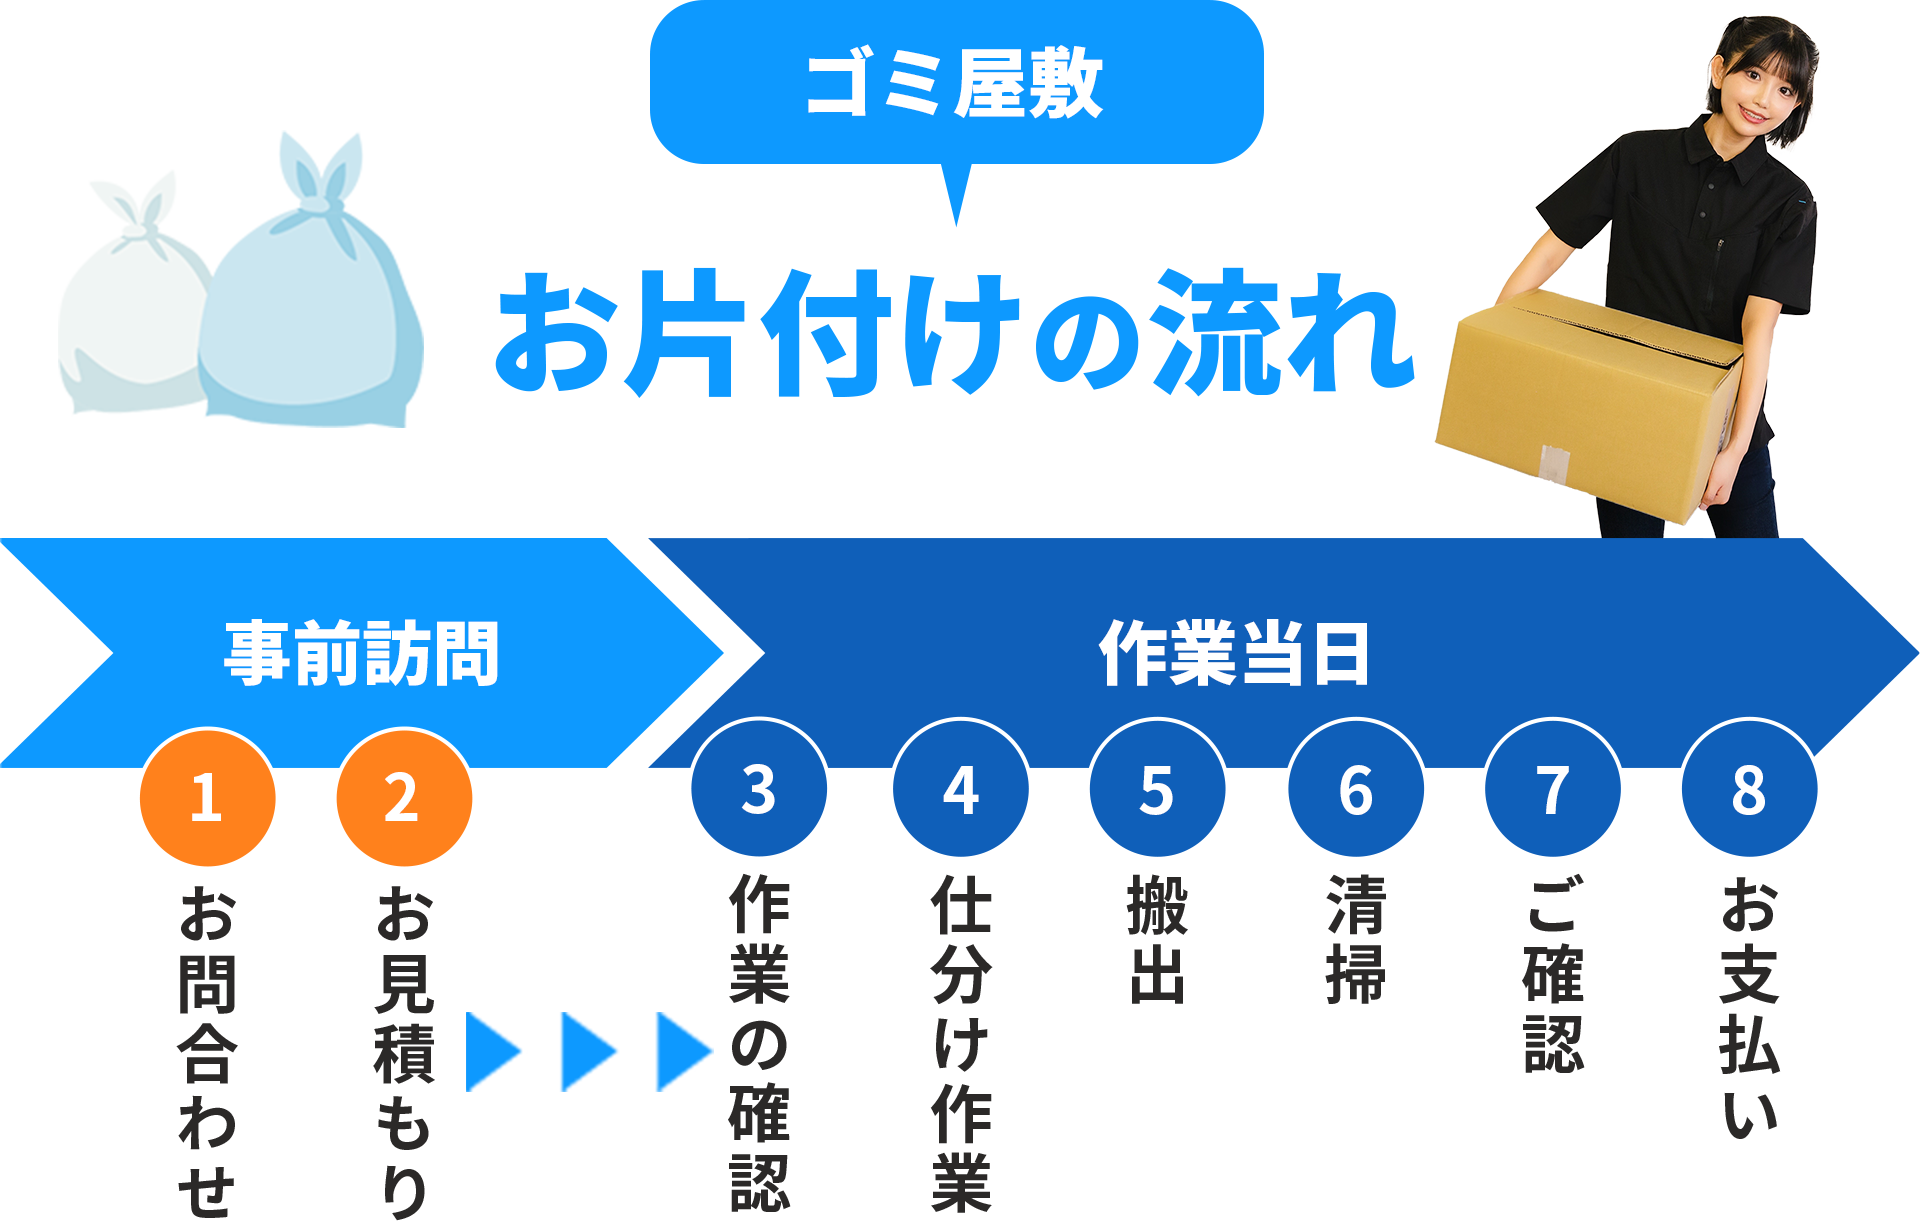 ゴミ屋敷
お片付けの流れ
事前訪問
作業当日
1
お問合わせ
2
お見積もり
3
作業の確認
4
仕分け作業
5
搬出
6
清掃
7
ご確認
8
お支払い